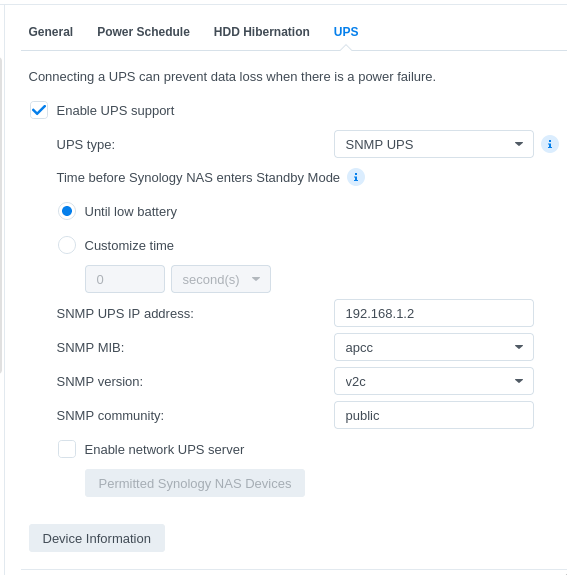 General Power Schedule HDD Hibernation UPS
Connecting a UPS can prevent data loss when there is a power failure.
Enable UPS support
UPS type: SNMP UPS
Time before Synology NAS enters Standby Mode
Until low battery
Customize time
0 second(s)
SNMP UPS IP address: 192.168.1.2
SNMP MIB: apcc
SNMP version: v2c
SNMP community: public
Enable network UPS server
Permitted Synology NAS Devices
Device Information